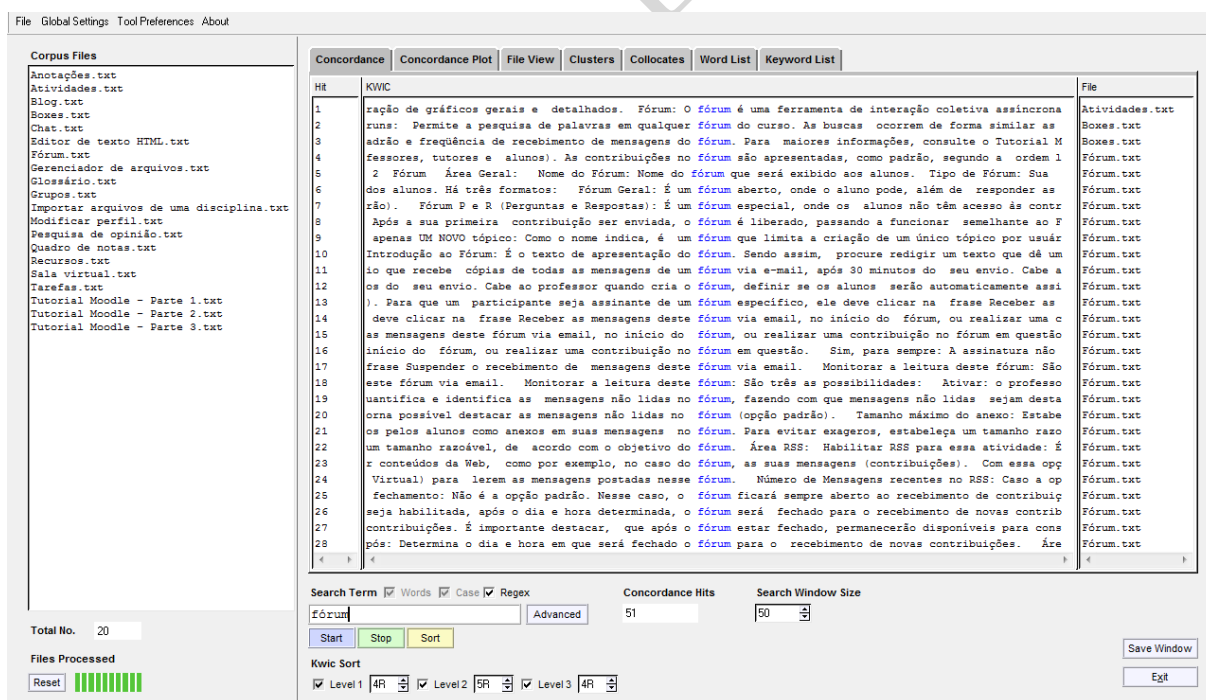 File Global Settings Tool Preferences About
Corpus Files
Anotações.txt
Atividades.txt
Blog.txt
Boxes.txt
Chat.txt
Editor de texto HTML.txt
Fórum.txt
Gerenciador de arquivos.txt
Glossário.txt
Grupos.txt
Importar arquivos de uma disciplina.txt
Modificar perfil.txt
Pesquisa de opinião.txt
Quadro de notas.txt
Recursos.txt
Sala virtual.txt
Tarefas.txt
Tutorial Moodle - Parte 1.txt
Tutorial Moodle - Parte 2.txt
Tutorial Moodle - Parte 3.txt
Total No. 20
Files Processed
Reset
Concordance Concordance Plot File View Clusters Collocates Word List Keyword List
Hit KWIC File
1 ração de gráficos gerais e detalhados. Fórum: O fórum é uma ferramenta de interação coletiva assíncrona Atividades.txt
2 runs: Permite a pesquisa de palavras em qualquer fórum do curso. As buscas ocorrem de forma similar as Boxes.txt
3 adrão e freqüência de recebimento de mensagens do fórum. Para maiores informações, consulte o Tutorial M Boxes.txt
4 fessores, tutores e alunos). As contribuições no fórum são apresentadas, como padrão, segundo a ordem l Fórum.txt
5 2 Fórum Área Geral: Nome do Fórum: Nome do fórum que será exibido aos alunos. Tipo de Fórum: Sua Fórum.txt
6 dos alunos. Há três formatos: Fórum Geral: É um fórum aberto, onde o aluno pode, além de responder as Fórum.txt
7 rão). Fórum P e R (Perguntas e Respostas): É um fórum especial, onde os alunos não têm acesso às contr Fórum.txt
8 Após a sua primeira contribuição ser enviada, o fórum é liberado, passando a funcionar semelhante ao F Fórum.txt
9 apenas UM NOVO tópico: Como o nome indica, é um fórum que limita a criação de um único tópico por usuár Fórum.txt
10 Introdução ao Fórum: É o texto de apresentação do fórum. Sendo assim, procure redigir um texto que dê um Fórum.txt
11 io que recebe cópias de todas as mensagens de um fórum via e-mail, após 30 minutos do seu envio. Cabe a Fórum.txt
12 os do seu envio. Cabe ao professor quando cria o fórum, definir se os alunos serão automaticamente assi Fórum.txt
13 ). Para que um participante seja assinante de um fórum específico, ele deve clicar na frase Receber as Fórum.txt
14 deve clicar na frase Receber as mensagens deste fórum via email, no início do fórum, ou realizar uma c Fórum.txt
15 as mensagens deste fórum via email, no início do fórum, ou realizar uma contribuição no fórum em questão Fórum.txt
16 início do fórum, ou realizar uma contribuição no fórum em questão. Sim, para sempre: A assinatura não Fórum.txt
17 frase Suspender o recebimento de mensagens deste fórum via email. Monitorar a leitura deste fórum: São Fórum.txt
18 este fórum via email. Monitorar a leitura deste fórum: São três as possibilidades: Ativar: o professo Fórum.txt
19 uantifica e identifica as mensagens não lidas no fórum, fazendo com que mensagens não lidas sejam desta Fórum.txt
20 orna possível destacar as mensagens não lidas no fórum (opção padrão). Tamanho máximo do anexo: Estabe Fórum.txt
21 os pelos alunos como anexos em suas mensagens no fórum. Para evitar exageros, estabeleça um tamanho razo Fórum.txt
22 um tamanho razoável, de acordo com o objetivo do fórum. Área RSS: Habilitar RSS para essa atividade: É Fórum.txt
23 r conteúdos da Web, como por exemplo, no caso do fórum, as suas mensagens (contribuições). Com essa opç Fórum.txt
24 Virtual) para lerem as mensagens postadas nesse fórum. Número de Mensagens recentes no RSS: Caso a op Fórum.txt
25 fechamento: Não é a opção padrão. Nesse caso, o fórum ficará sempre aberto ao recebimento de contribuiç Fórum.txt
26 seja habilitada, após o dia e hora determinada, o fórum será fechado para o recebimento de novas contrib Fórum.txt
27 contribuições. É importante destacar, que após o fórum estar fechado, permanecerão disponíveis para cons Fórum.txt
28 pós: Determina o dia e hora em que será fechado o fórum para o recebimento de novas contribuições. Áre Fórum.txt
Search Term Words Case Regex Concordance Hits Search Window Size
fórum Advanced 51 50
Start Stop Sort
Save Window
Kwic Sort
Level 1 4R Level 2 5R Level 3 4R
Exit